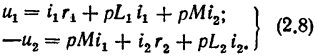 u₁ = i₁r₁ + pL₁i₁ + pMi₂; (2.8)
—u₂ = pMi₁ + i₂r₂ + pL₂i₂.